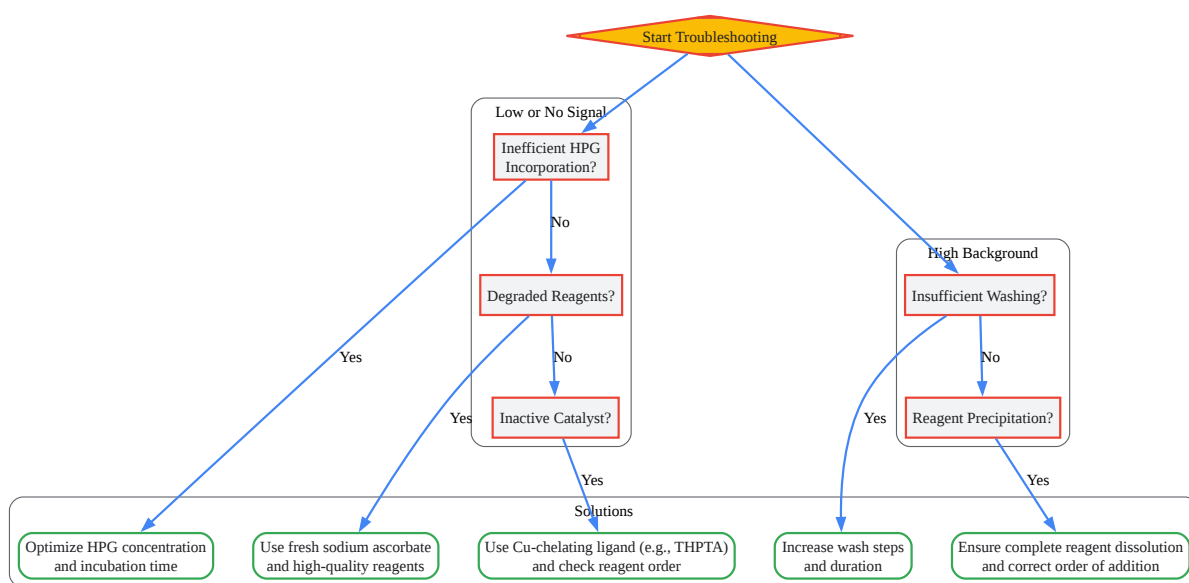 Start Troubleshooting
Low or No Signal
Inefficient HPG
Incorporation?
No
High Background
Degraded Reagents?
Insufficient Washing?
Yes
No
No
Yes
Inactive Catalyst?
Yes
Reagent Precipitation?
Yes
Yes
Solutions
Optimize HPG concentration
and incubation time
Use fresh sodium ascorbate
and high-quality reagents
Use Cu-chelating ligand (e.g., THPTA)
and check reagent order
Increase wash steps
and duration
Ensure complete reagent dissolution
and correct order of addition